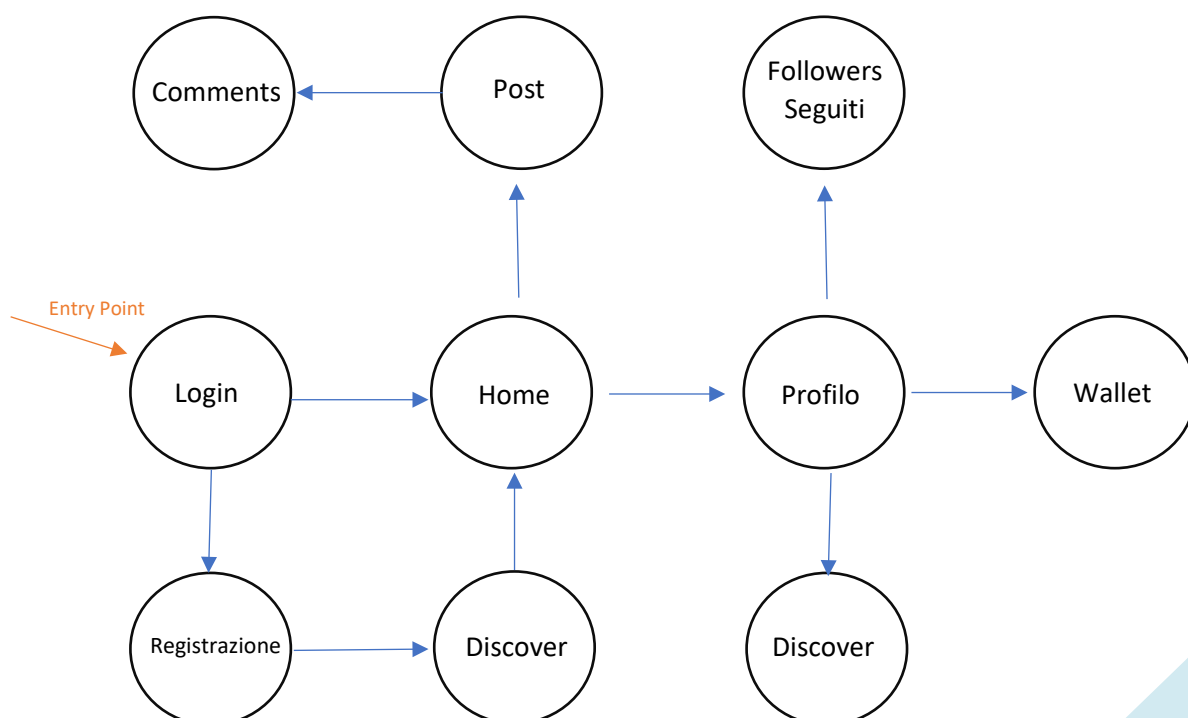 Comments
Post
Followers
Seguiti
Entry Point
Login
Home
Profilo
Wallet
Registrazione
Discover
Discover